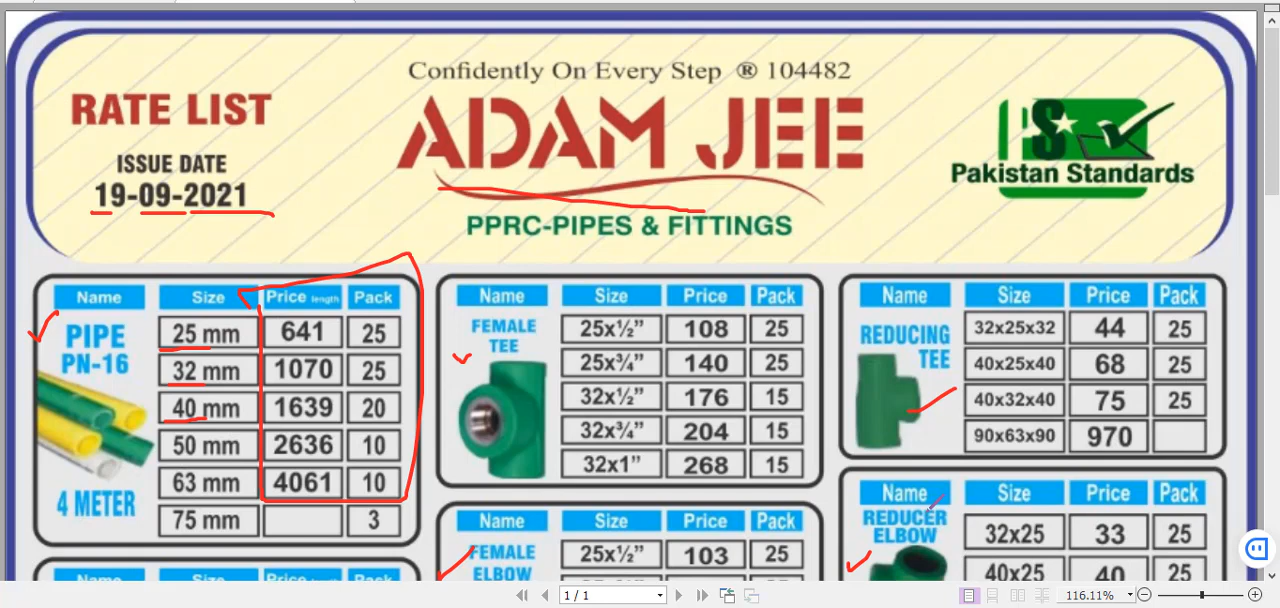 Confidently On Every Step ® 104482
RATE LIST
ADAM JEE
ISSUE DATE
19-09-2021
PS
Pakistan Standards
PPRC-PIPES & FITTINGS
Name Size Price length Pack
PIPE
PN-16
4 METER
25 mm 641 25
32 mm 1070 25
40 mm 1639 20
50 mm 2636 10
63 mm 4061 10
75 mm 3
Name Size Price Pack
FEMALE
TEE
25x½” 108 25
25x¾” 140 25
32x½” 176 15
32x¾” 204 15
32x1” 268 15
Name Size Price Pack
REDUCING
TEE
32x25x32 44 25
40x25x40 68 25
40x32x40 75 25
90x63x90 970
Name Size Price Pack
Name Size Price Pack
FEMALE
ELBOW
25x½” 103 25
Name Size Price Pack
REDUCER
ELBOW
32x25 33 25
40x25 40 25
1 / 1
116.11%